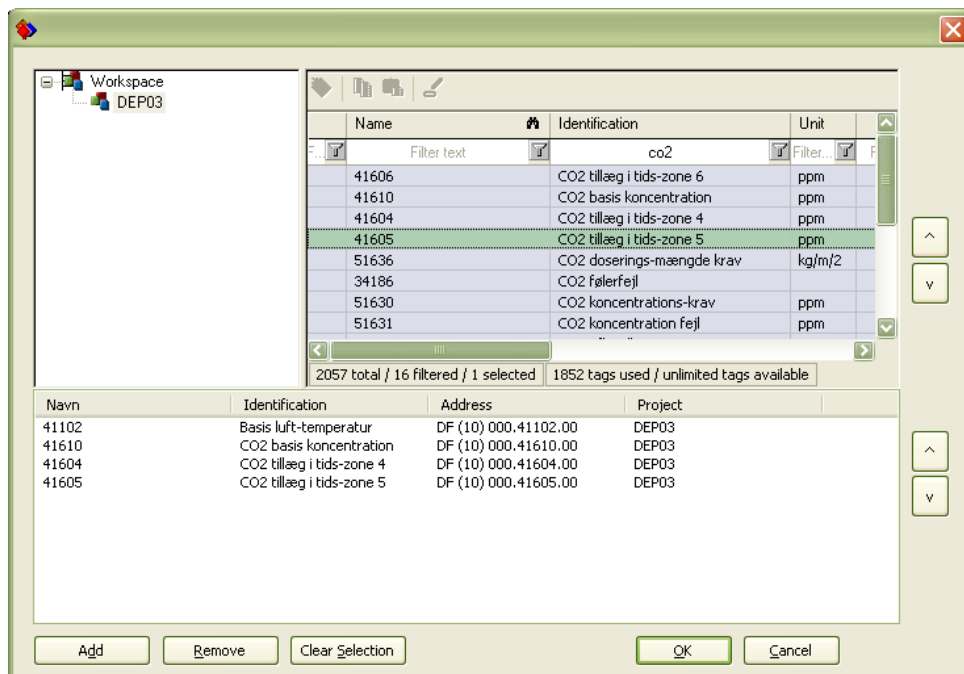 Workspace
DEP03
Name Identification Unit
F... Filter text co2 Filter... F
41606 CO2 tillæg i tids-zone 6 ppm
41610 CO2 basis koncentration ppm
41604 CO2 tillæg i tids-zone 4 ppm
41605 CO2 tillæg i tids-zone 5 ppm
51636 CO2 doserings-mængde krav kg/m/2
34186 CO2 følerfejl
51630 CO2 koncentrations-krav ppm
51631 CO2 koncentration fejl ppm
2057 total / 16 filtered / 1 selected 1852 tags used / unlimited tags available
^
v
Navn Identification Address Project
41102 Basis luft-temperatur DF (10) 000.41102.00 DEP03
41610 CO2 basis koncentration DF (10) 000.41610.00 DEP03
41604 CO2 tillæg i tids-zone 4 DF (10) 000.41604.00 DEP03
41605 CO2 tillæg i tids-zone 5 DF (10) 000.41605.00 DEP03
^
v
Add Remove Clear Selection OK Cancel